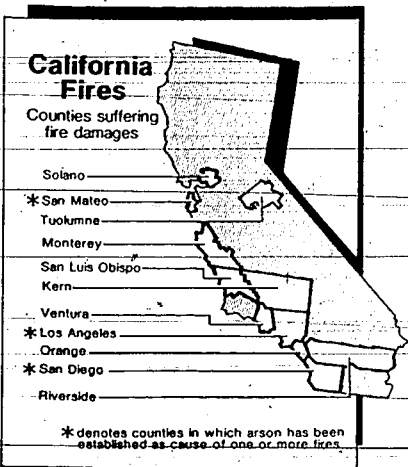 California
Fires
Counties suffering
fire damages
Solano
* San Mateo
Tuolumne
Monterey
San Luis Obispo
Kern
Ventura
* Los Angeles
Orange
* San Diego
Riverside
* denotes counties in which arson has been
established as cause of one or more fires